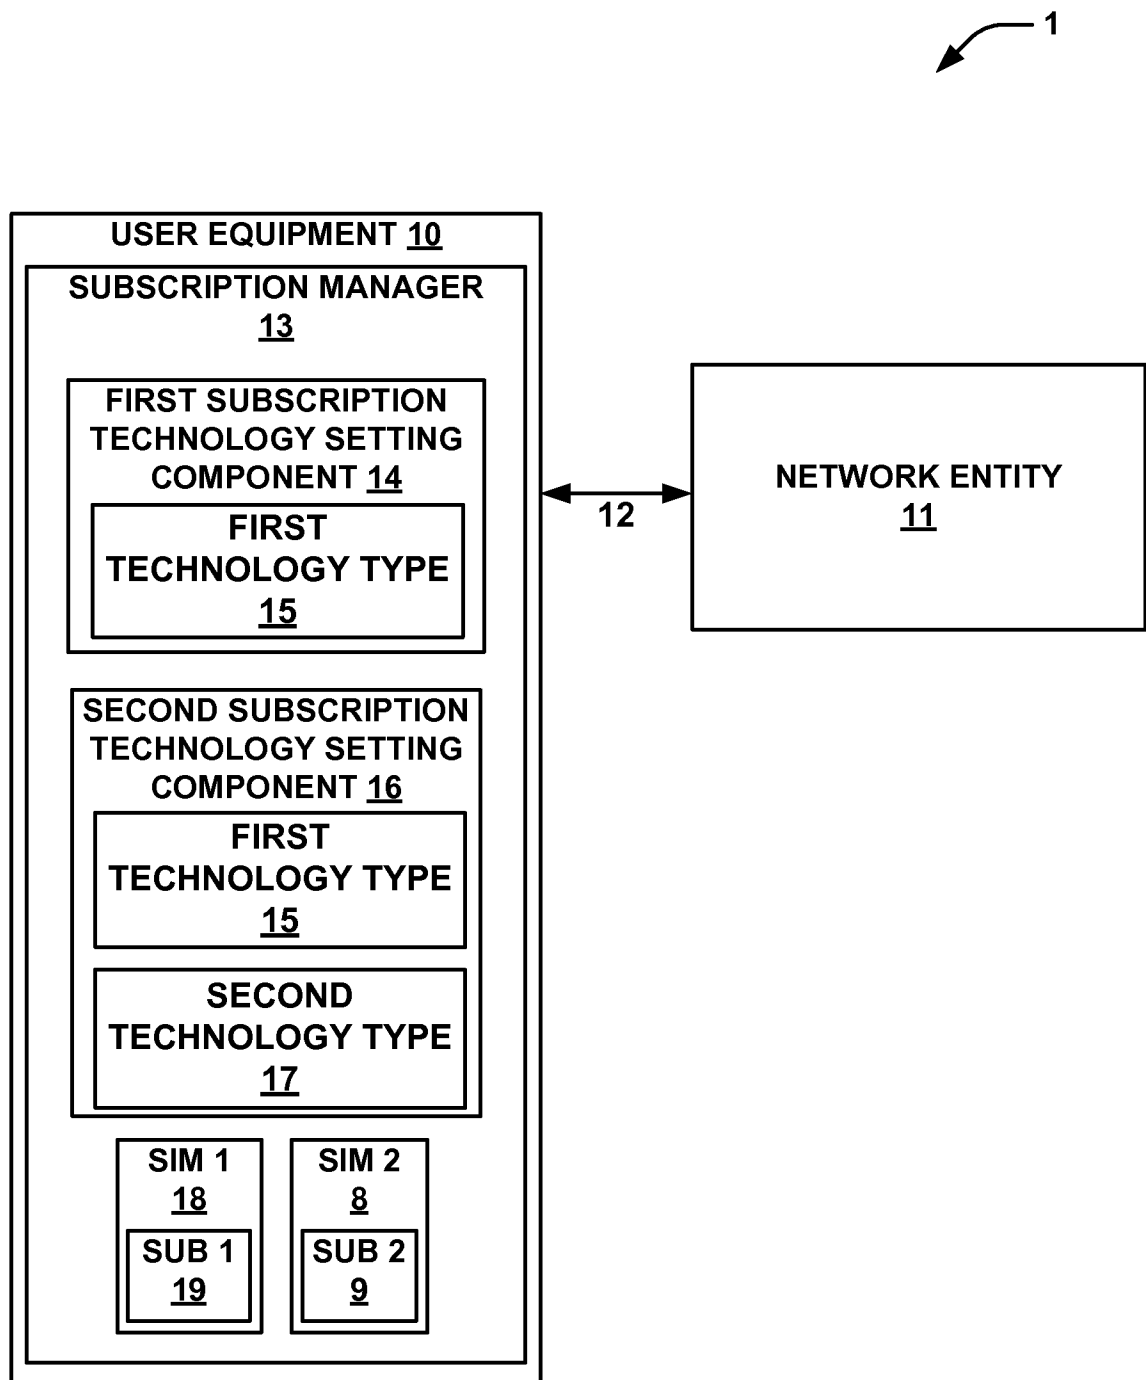 1
USER EQUIPMENT 10
SUBSCRIPTION MANAGER
13
FIRST SUBSCRIPTION
TECHNOLOGY SETTING
COMPONENT 14
FIRST
TECHNOLOGY TYPE
15
SECOND SUBSCRIPTION
TECHNOLOGY SETTING
COMPONENT 16
FIRST
TECHNOLOGY TYPE
15
SECOND
TECHNOLOGY TYPE
17
SIM 1
18
SUB 1
19
SIM 2
8
SUB 2
9
12
NETWORK ENTITY
11